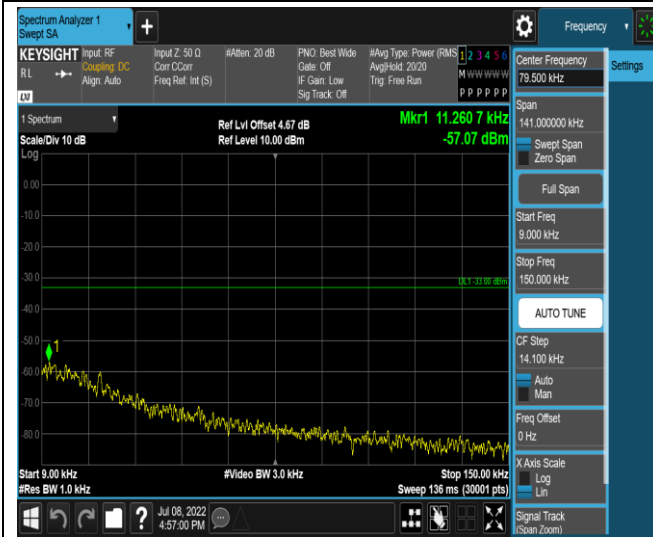 Spectrum Analyzer 1
Swept SA
+
Frequency
KEYSIGHT
RL
LXI
Input: RF
Coupling: DC
Align: Auto
Input Z: 50 Ω
Corr CCorr
Freq Ref: Int (S)
#Atten: 20 dB
PNO: Best Wide
Gate: Off
IF Gain: Low
Sig Track: Off
#Avg Type: Power (RMS
Avg|Hold: 20/20
Trig: Free Run
1 2 3 4 5 6
M W W W W W
P P P P P P
1 Spectrum
Scale/Div 10 dB
Ref Lvl Offset 4.67 dB
Ref Level 10.00 dBm
Mkr1 11.260 7 kHz
-57.07 dBm
Log
0.00
-10.0
-20.0
-30.0
DL1 -33.00 dBm
-40.0
-50.0
1
-60.0
-70.0
-80.0
Start 9.00 kHz
#Res BW 1.0 kHz
#Video BW 3.0 kHz
Stop 150.00 kHz
Sweep 136 ms (30001 pts)
?
Jul 08, 2022
4:57:00 PM
Center Frequency
79.500 kHz
Settings
Span
141.000000 kHz
Swept Span
Zero Span
Full Span
Start Freq
9.000 kHz
Stop Freq
150.000 kHz
AUTO TUNE
CF Step
14.100 kHz
Auto
Man
Freq Offset
0 Hz
X Axis Scale
Log
Lin
Signal Track
(Span Zoom)